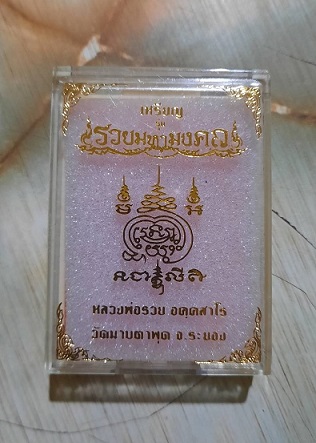 เหรียญ
รุ่น
รวยมหามงคล
หลวงพ่อรวย อตฺตสาโร
วัดมาบตาพุด จ.ระยอง